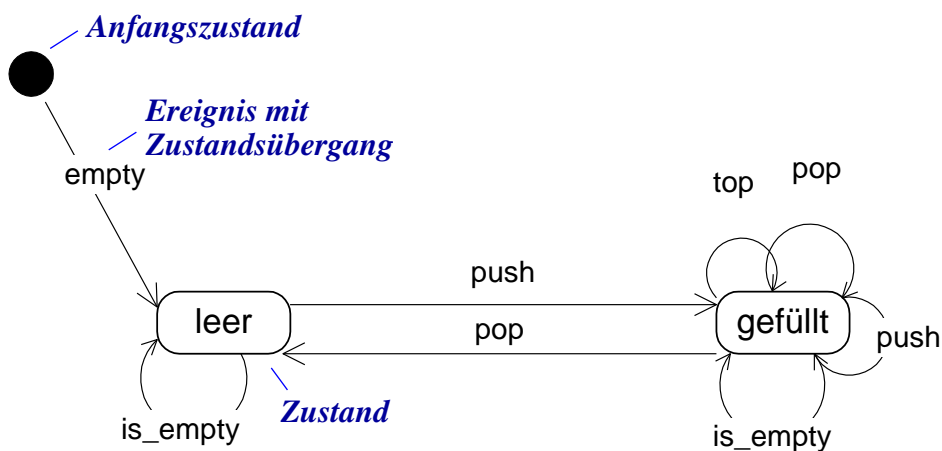 Anfangszustand
Ereignis mit
Zustandsübergang
empty
top
pop
push
leer
gefüllt
pop
push
Zustand
is_empty
is_empty